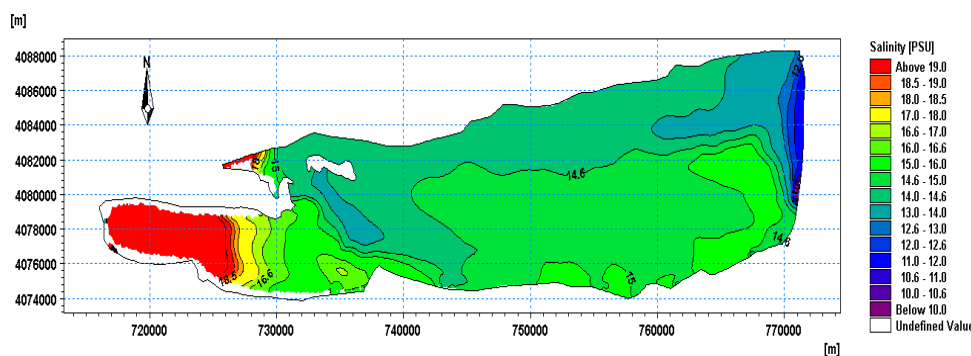 [m]
4088000
4086000
4084000
4082000
4080000
4078000
4076000
4074000
N
12.6
15
14.6
14.6
15
18.5
16.6
720000
730000
740000
750000
760000
770000
[m]
Salinity [PSU]
Above 19.0
18.5 - 19.0
18.0 - 18.5
17.0 - 18.0
16.6 - 17.0
16.0 - 16.6
15.0 - 16.0
14.6 - 15.0
14.0 - 14.6
13.0 - 14.0
12.6 - 13.0
12.0 - 12.6
11.0 - 12.0
10.6 - 11.0
10.0 - 10.6
Below 10.0
Undefined Value